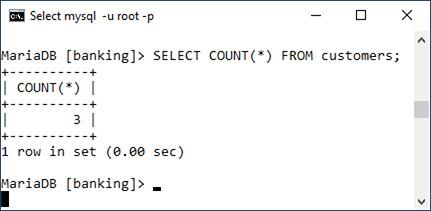 Select mysql -u root -p
MariaDB [banking]> SELECT COUNT(*) FROM customers;
+----------+
| COUNT(*) |
+----------+
|        3 |
+----------+
1 row in set (0.00 sec)
MariaDB [banking]>